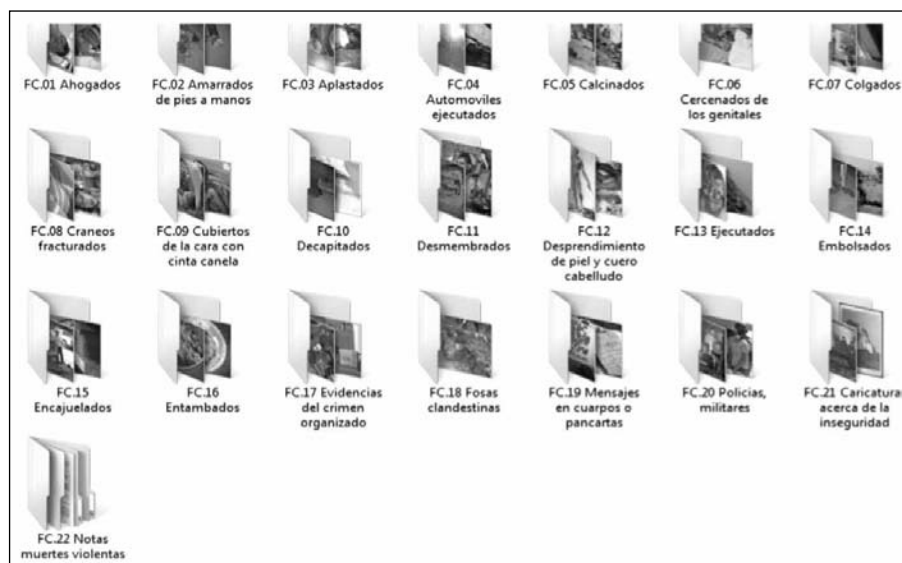 FC.01 Ahogados
FC.02 Amarrados
de pies a manos
FC.03 Aplastados
FC.04
Automoviles
ejecutados
FC.05 Calcinados
FC.06
Cercenados de
los genitales
FC.07 Colgados
FC.08 Craneos
fracturados
FC.09 Cubiertos
de la cara con
cinta canela
FC.10
Decapitados
FC.11
Desmembrados
FC.12
Desprendimiento
de piel y cuero
cabelludo
FC.13 Ejecutados
FC.14
Embolsados
FC.15
Encajuelados
FC.16
Entambados
FC.17 Evidencias
del crimen
organizado
FC.18 Fosas
clandestinas
FC.19 Mensajes
en cuarpos o
pancartas
FC.20 Policias,
militares
FC.21 Caricaturas
acerca de la
inseguridad
FC.22 Notas
muertes violentas